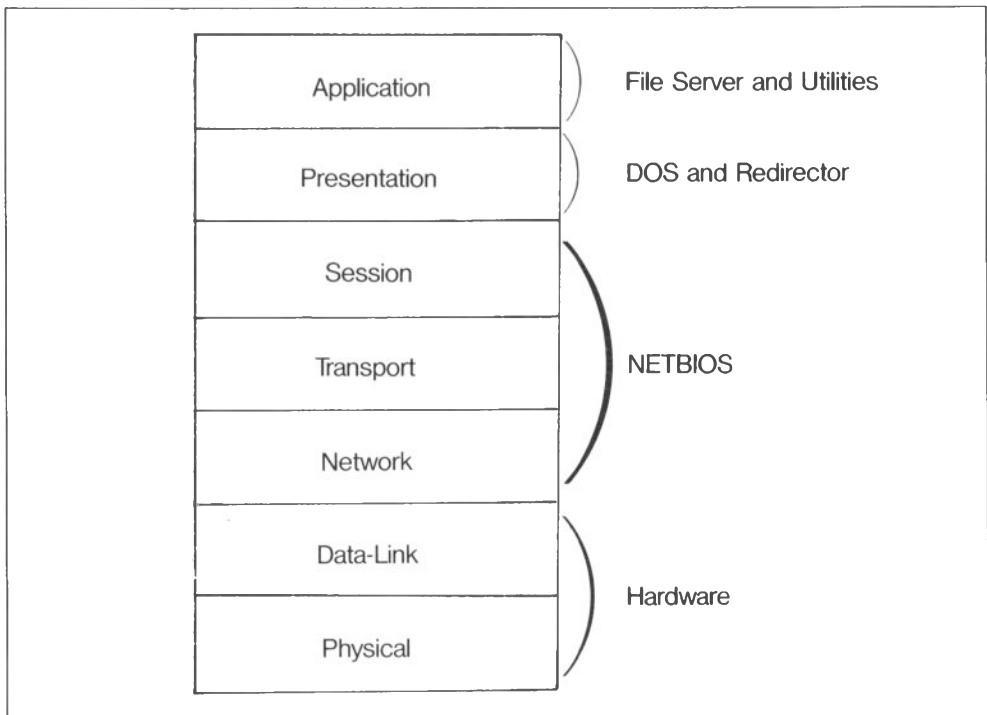 Application
File Server and Utilities
Presentation
DOS and Redirector
Session
Transport
NETBIOS
Network
Data-Link
Hardware
Physical